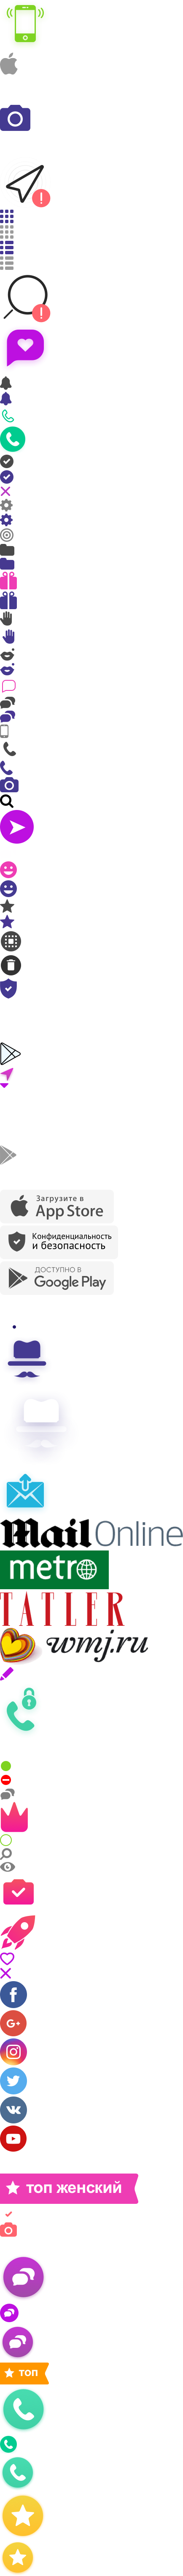 Загрузите в
App Store
Конфиденциальность
и безопасность
ДОСТУПНО В
Google Play
Mail Online
metro
TATLER
wmj.ru
G+
ТОП ЖЕНСКИЙ
ТОП